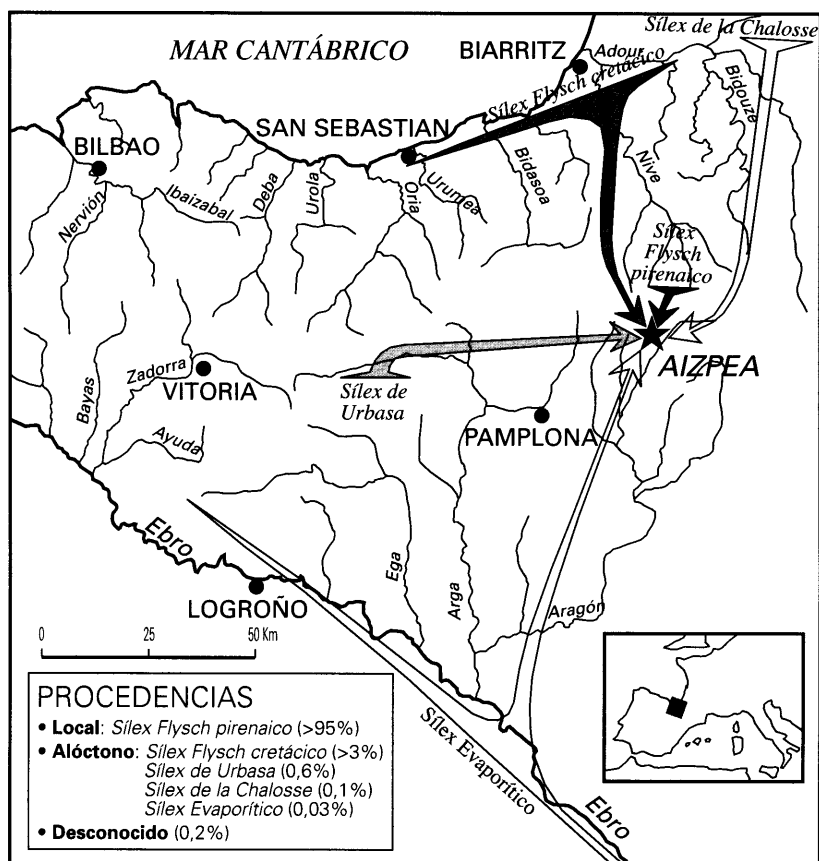 Sílex de la Chalosse
MAR CANTÁBRICO
BIARRITZ
Adour
Sílex Flysch cretácico
Bidouze
SAN SEBASTIAN
BILBAO
Nervión
Ibaizabal
Deba
Urola
Oria
Urumea
Bidasoa
Nive
Sílex
Flysch
pirenaico
AIZPEA
Zadorra
VITORIA
Bayas
Ayuda
Sílex de
Urbasa
PAMPLONA
Ebro
Ega
Arga
Aragón
LOGROÑO
0 25 50 Km
Sílex Evaporítico
Ebro
PROCEDENCIAS
• Local: Sílex Flysch pirenaico (>95%)
• Alóctono: Sílex Flysch cretácico (>3%)
Sílex de Urbasa (0,6%)
Sílex de la Chalosse (0,1%)
Sílex Evaporítico (0,03%)
• Desconocido (0,2%)